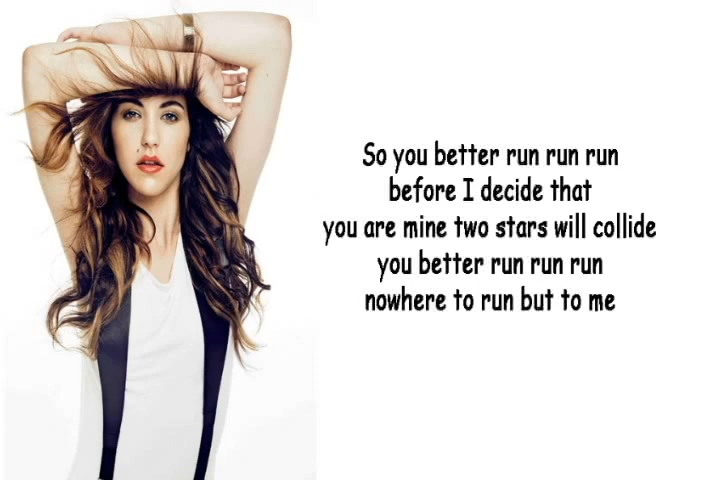 So you better run run run
before I decide that
you are mine two stars will collide
you better run run run
nowhere to run but to me